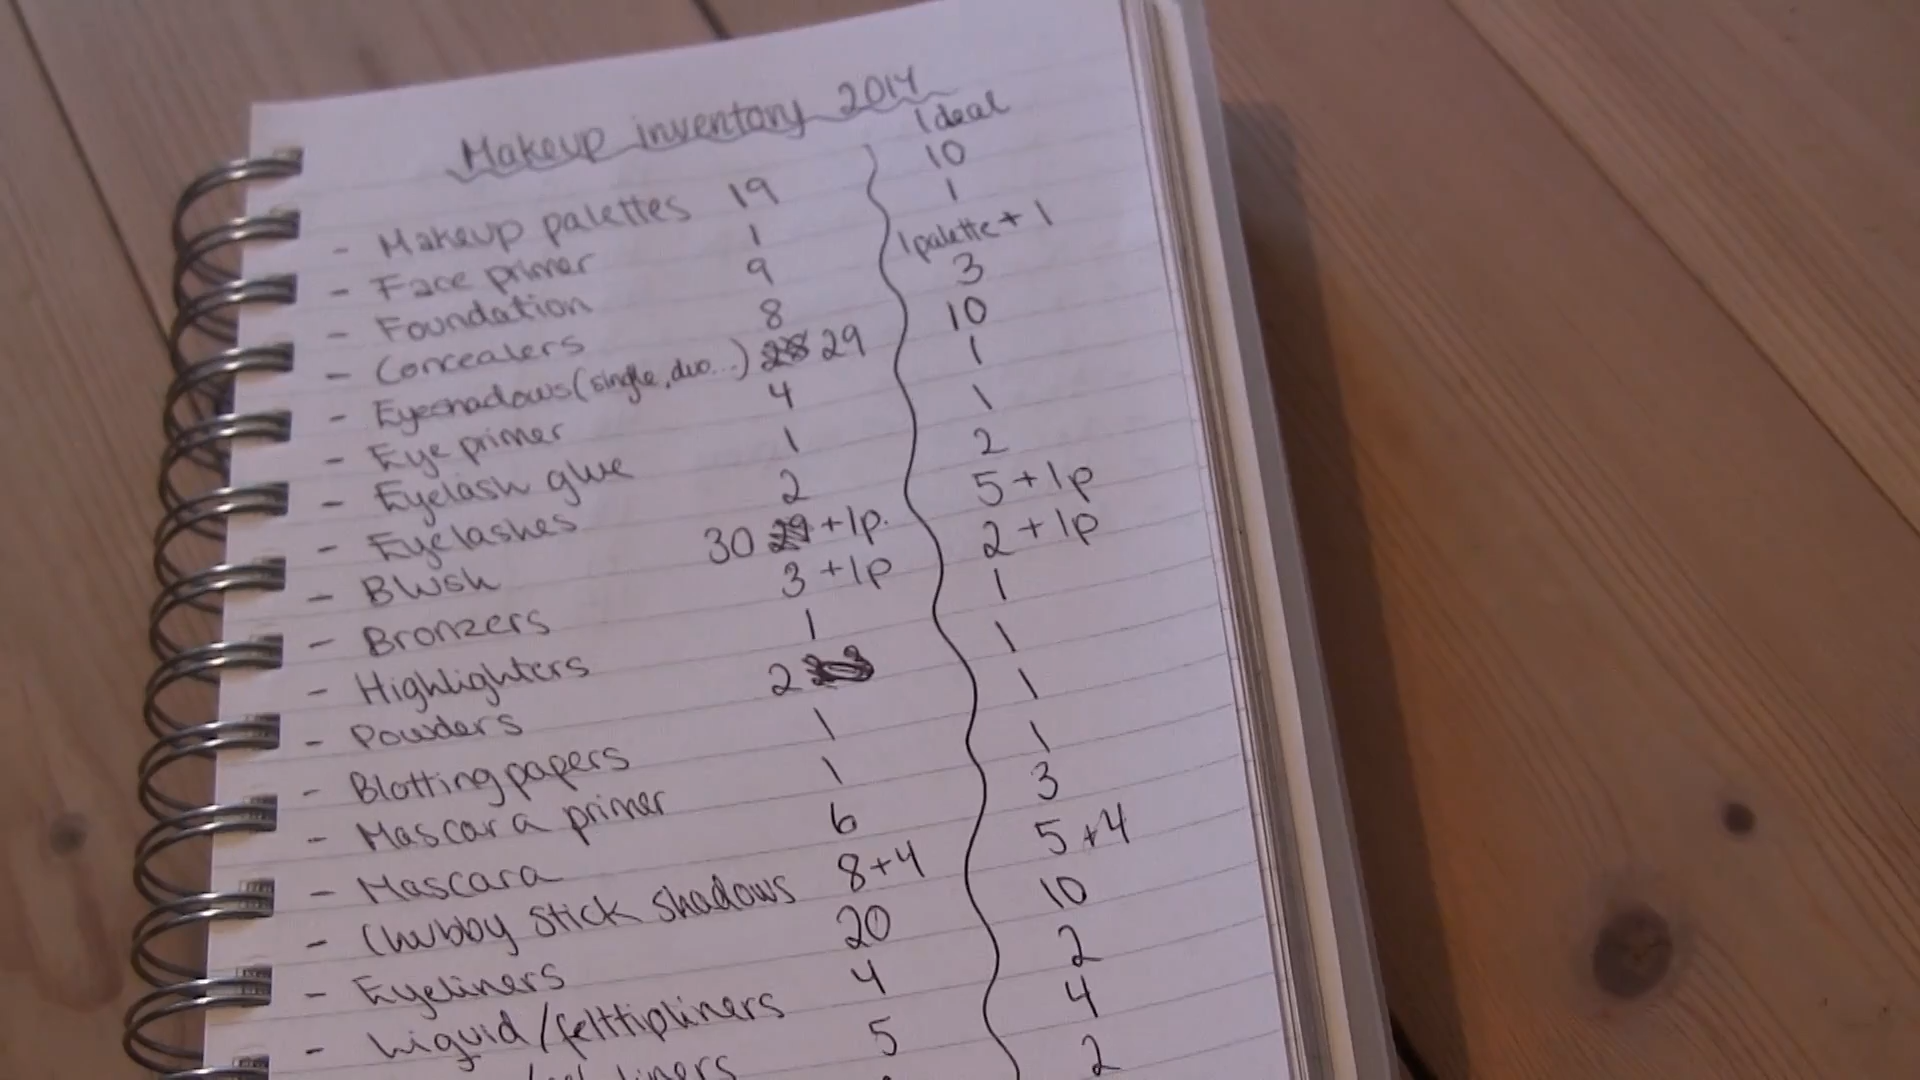 Makeup inventory 2014
Ideal
- Makeup palettes 19 10
- Face primer 1 1
- Foundation 9 1 palette + 1
- Concealers 8 3
- Eyeshadows (single, duo...) 29 10
- Eye primer 4 1
- Eyelash glue 1 1
- Eyelashes 2 2
- Blush 30 +1p. 5 + 1p
- Bronzers 3 +1p 2 + 1p
- Highlighters 1 1
- Powders 2 1
- Blotting papers 1 1
- Mascara primer 1 1
- Mascara 6 3
- Chubby stick shadows 8+4 5+4
- Eyeliners 20 10
- Liquid/felttipliners 4 2
liners 5 4
2